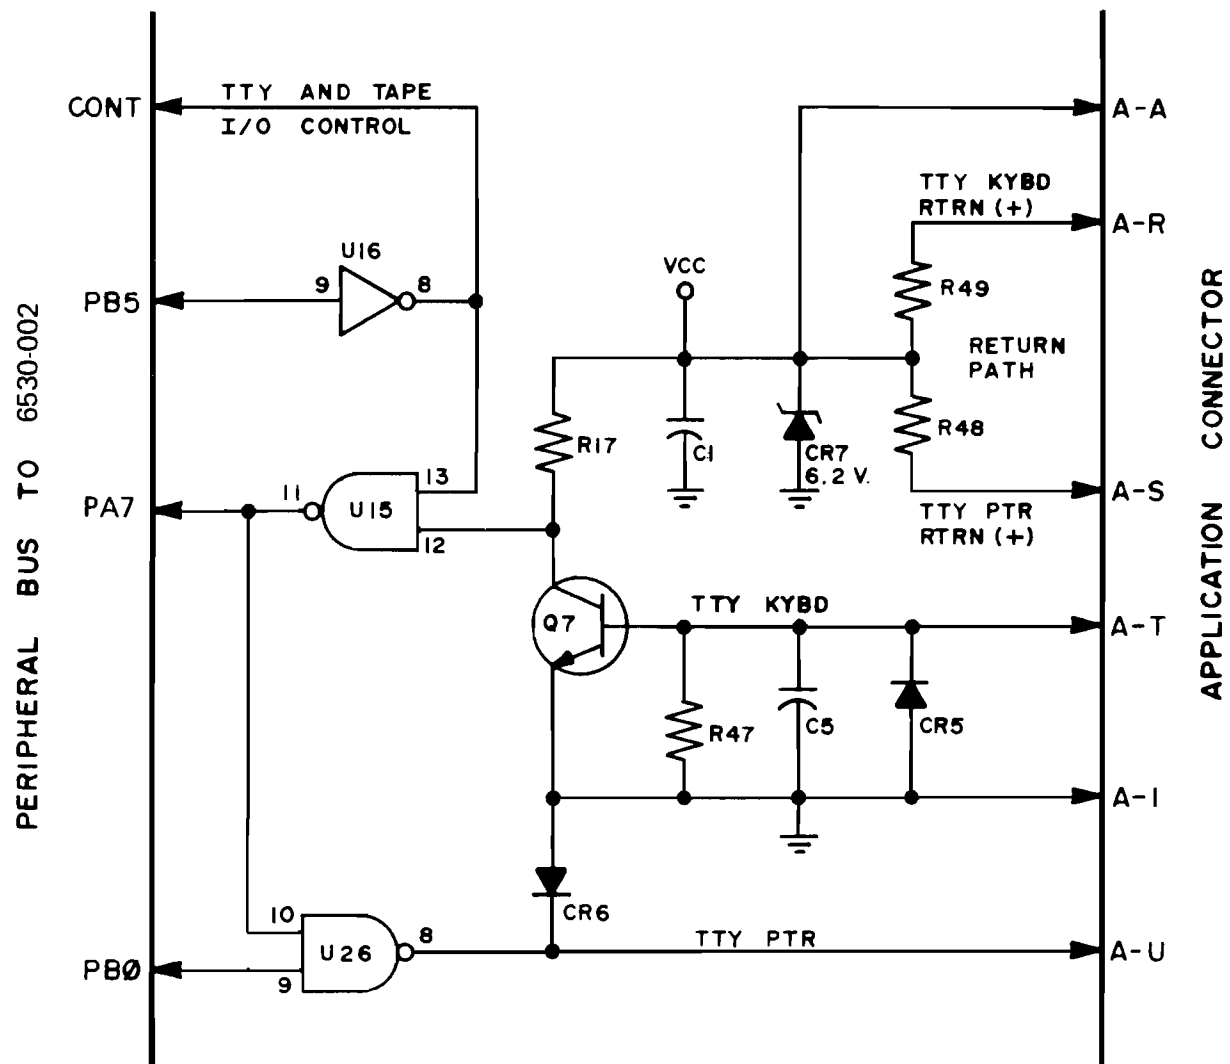 CONT
TTY AND TAPE
I/O CONTROL
A-A
TTY KYBD
RTRN (+)
A-R
U16
9
8
PB5
VCC
R49
RETURN
PATH
R17
C1
CR7
6.2 V.
R48
PERIPHERAL BUS TO 6530-002
APPLICATION CONNECTOR
PA7
11
U15
13
12
A-S
TTY PTR
RTRN (+)
Q7
TTY KYBD
A-T
R47
C5
CR5
A-1
CR6
10
U26
8
9
TTY PTR
A-U
PBØ